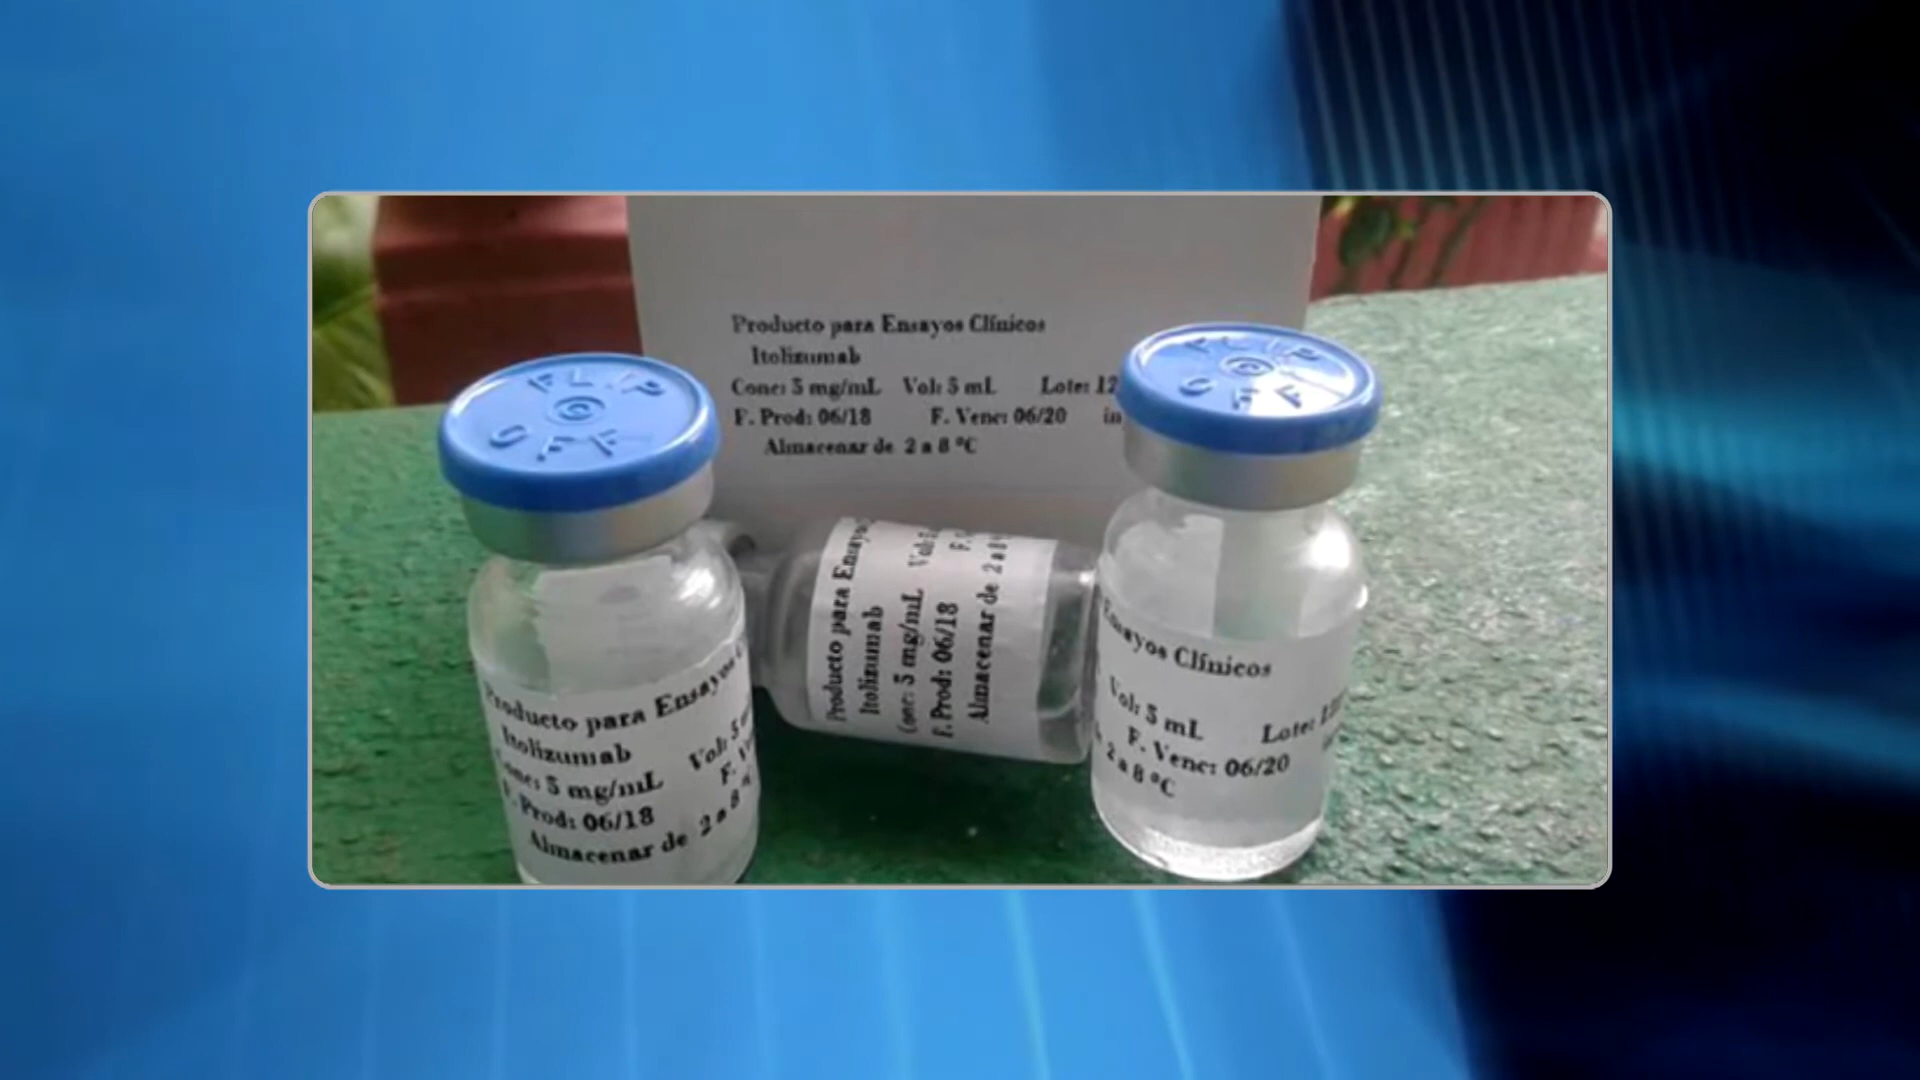 Producto para Ensayos Clínicos
Itolizumab
Conc: 5 mg/mL Vol: 5 mL Lote: 12
F. Prod: 06/18 F. Venc: 06/20
Almacenar de 2 a 8 °C
FLIP
OFF
Producto para Ensayos
Itolizumab
Conc: 5 mg/mL Vol: 5
F. Prod: 06/18 F.
Almacenar de 2 a 8
Producto para Ensayo
Itolizumab
Conc: 5 mg/mL Vol:
F. Prod: 06/18 F.
Almacenar de 2 a 8
FLIP
OFF
Ensayos Clínicos
Vol: 5 mL Lote:
F. Venc: 06/20
2 a 8 °C